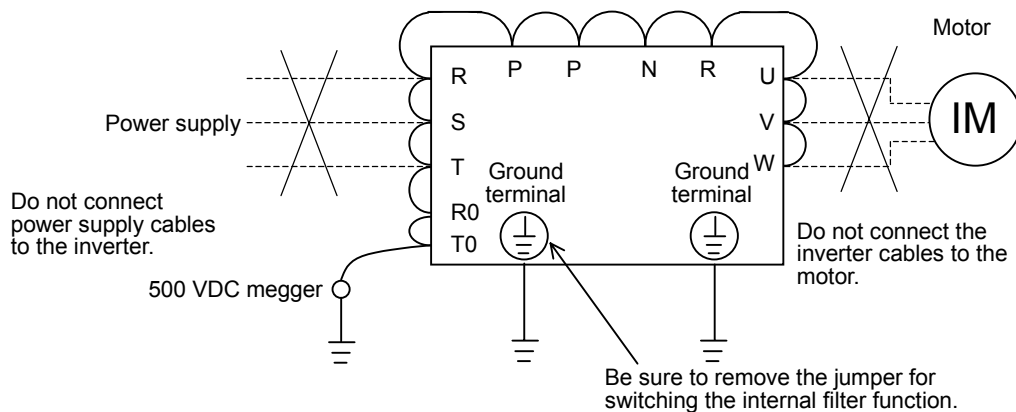 Motor
P P N R
R
U
IM
Power supply
S
V
T
W
Ground
terminal
Ground
terminal
Do not connect
power supply cables
to the inverter.
R0
T0
Do not connect the
inverter cables to the
motor.
500 VDC megger
Be sure to remove the jumper for
switching the internal filter function.